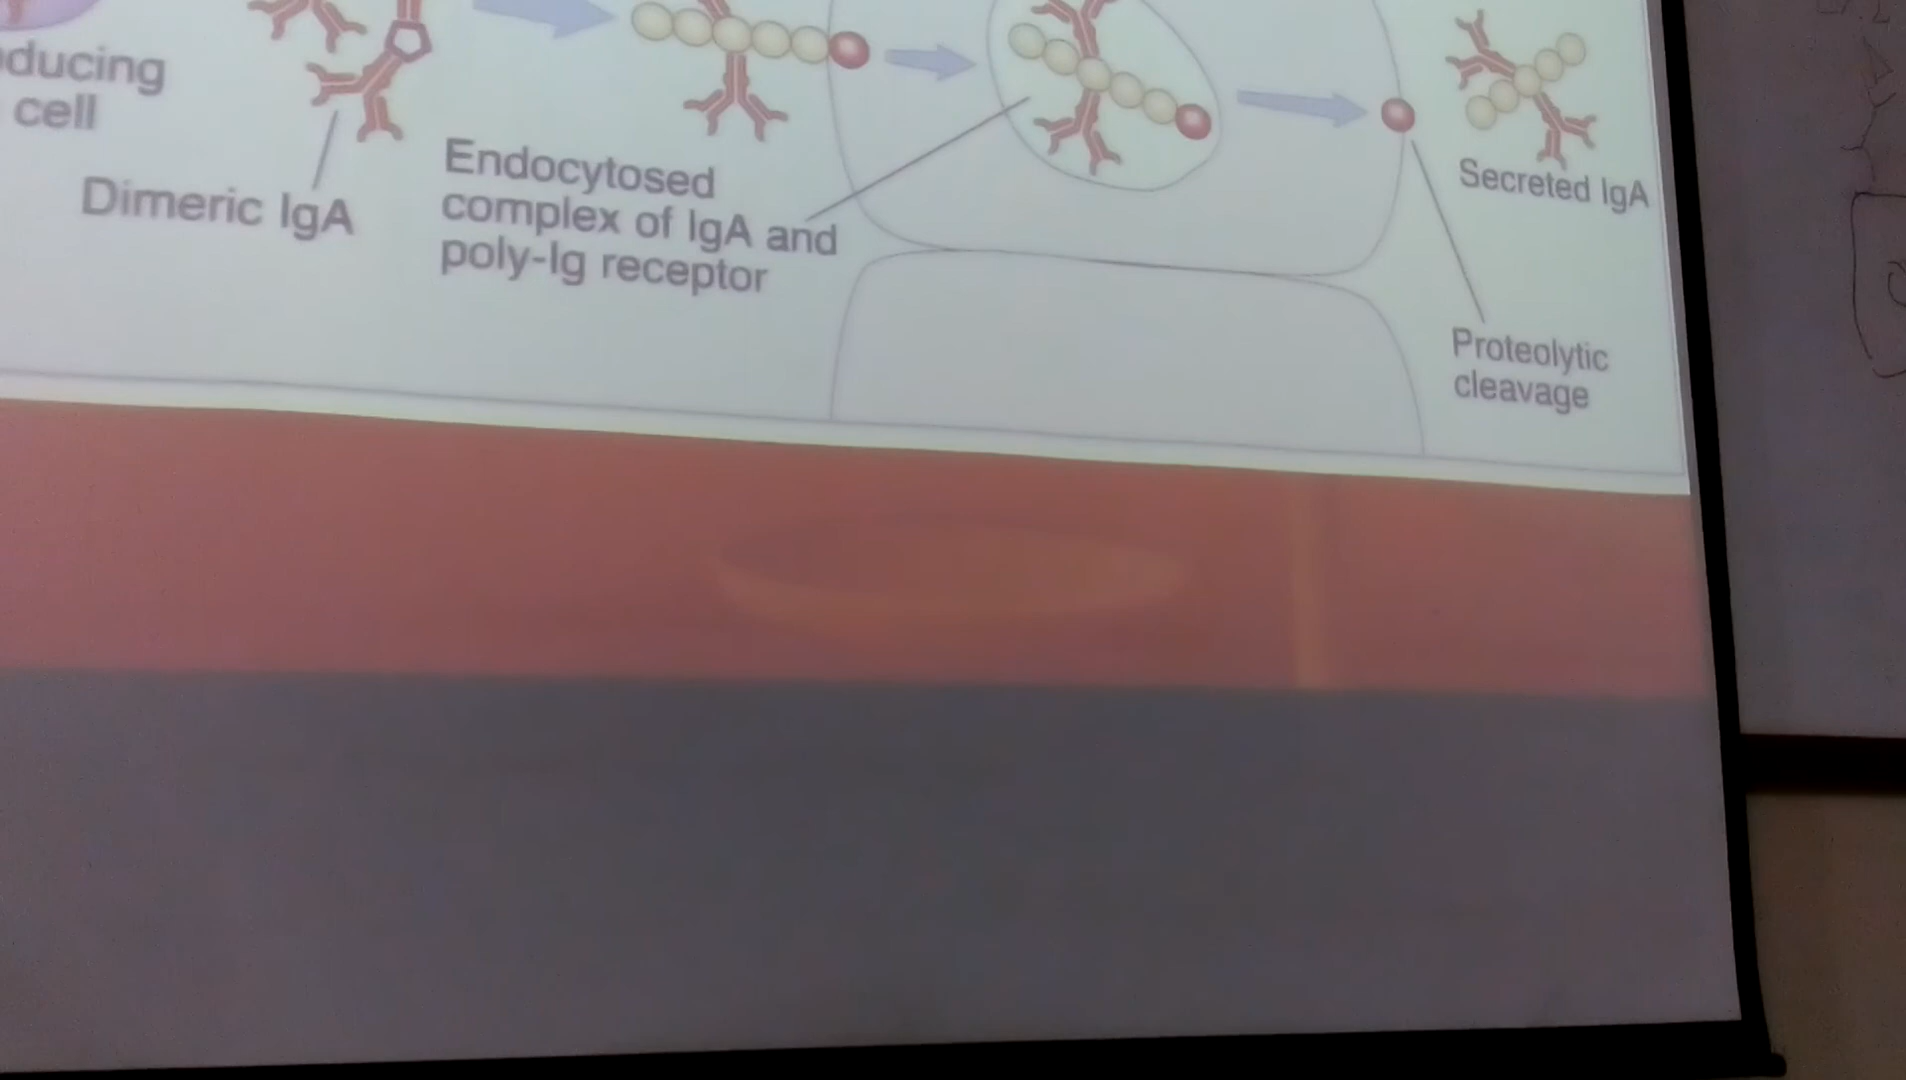 ducing
cell
Dimeric IgA
Endocytosed
complex of IgA and
poly-Ig receptor
Secreted IgA
Proteolytic
cleavage